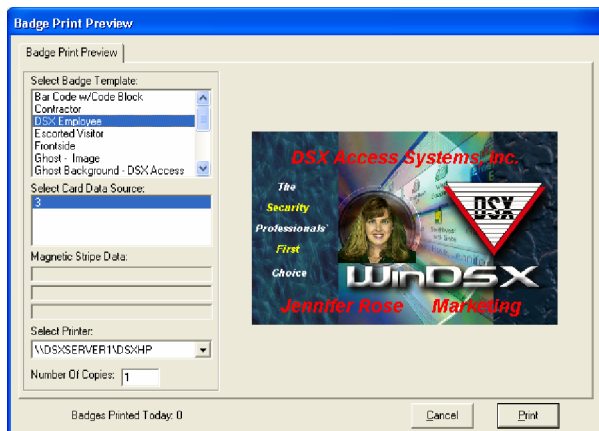 Badge Print Preview
Badge Print Preview
Select Badge Template:
Bar Code w/Code Block
Contractor
DSX Employee
Escorted Visitor
Frontside
Ghost - Image
Ghost Background - DSX Access
Select Card Data Source:
3
Magnetic Stripe Data:
Select Printer:
\\DSXSERVER1\DSXHP
Number Of Copies: 1
Badges Printed Today: 0
Cancel
Print
DSX Access Systems, Inc.
The
Security
Professionals'
First
Choice
DSX
WinDSX
Jennifer Rose Marketing